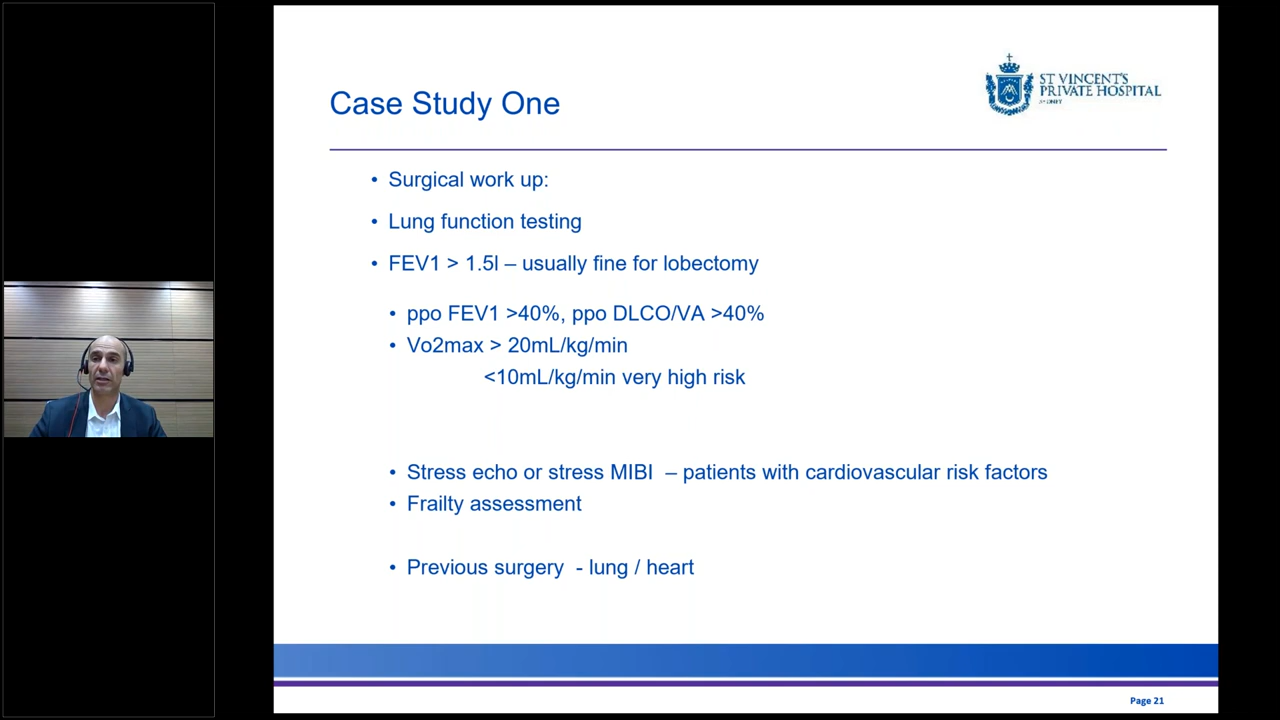 ST VINCENT'S
PRIVATE HOSPITAL
SYDNEY
Case Study One
• Surgical work up:
• Lung function testing
• FEV1 > 1.5l – usually fine for lobectomy
• ppo FEV1 >40%, ppo DLCO/VA >40%
• Vo2max > 20mL/kg/min
<10mL/kg/min very high risk
• Stress echo or stress MIBI – patients with cardiovascular risk factors
• Frailty assessment
• Previous surgery - lung / heart
Page 21